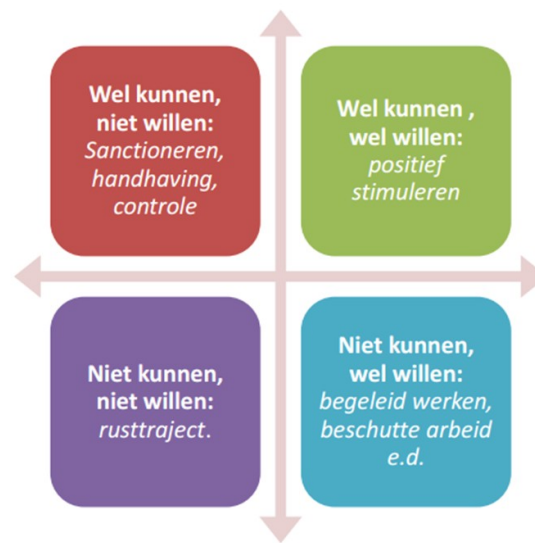 Wel kunnen,
niet willen:
Sanctioneren,
handhaving,
controle
Wel kunnen ,
wel willen:
positief
stimuleren
Niet kunnen,
niet willen:
rusttraject.
Niet kunnen,
wel willen:
begeleid werken,
beschutte arbeid
e.d.